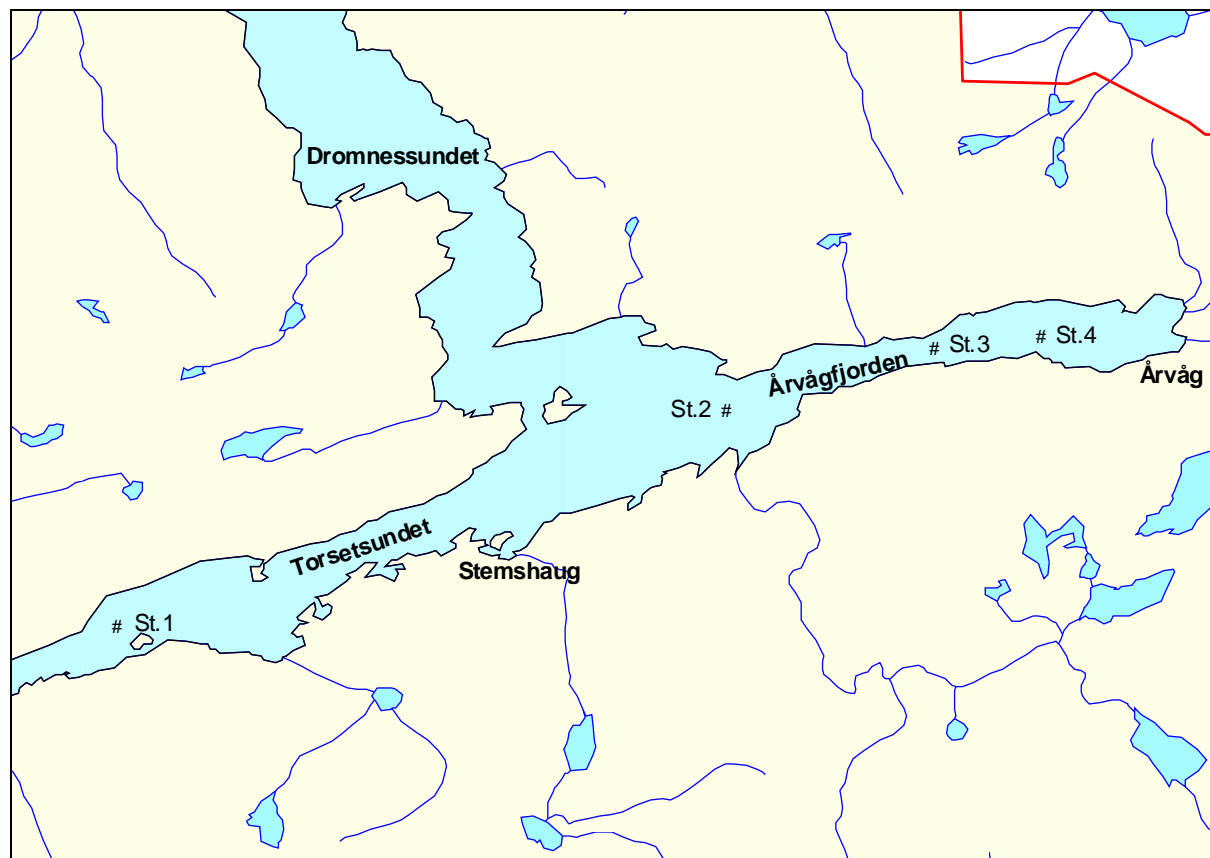 Dromnessundet
# St.3
# St.4
Årvågfjorden
Årvåg
St.2 #
Torsetsundet
Stemshaug
# St.1